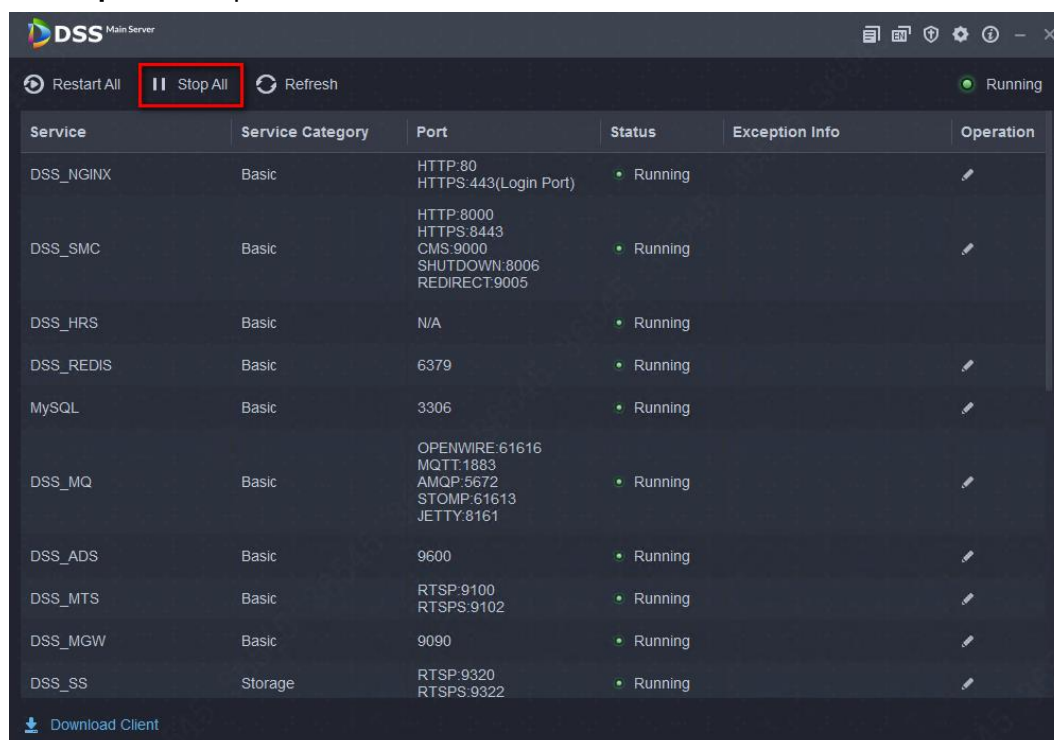 DSS Main Server
EN
Restart All Stop All Refresh Running
Service Service Category Port Status Exception Info Operation
DSS_NGINX Basic HTTP:80 Running
HTTPS:443(Login Port)
DSS_SMC Basic HTTP:8000 Running
HTTPS:8443
CMS:9000
SHUTDOWN:8006
REDIRECT:9005
DSS_HRS Basic N/A Running
DSS_REDIS Basic 6379 Running
MySQL Basic 3306 Running
DSS_MQ Basic OPENWIRE:61616 Running
MQTT:1883
AMQP:5672
STOMP:61613
JETTY:8161
DSS_ADS Basic 9600 Running
DSS_MTS Basic RTSP:9100 Running
RTSPS:9102
DSS_MGW Basic 9090 Running
DSS_SS Storage RTSP:9320 Running
RTSPS:9322
Download Client